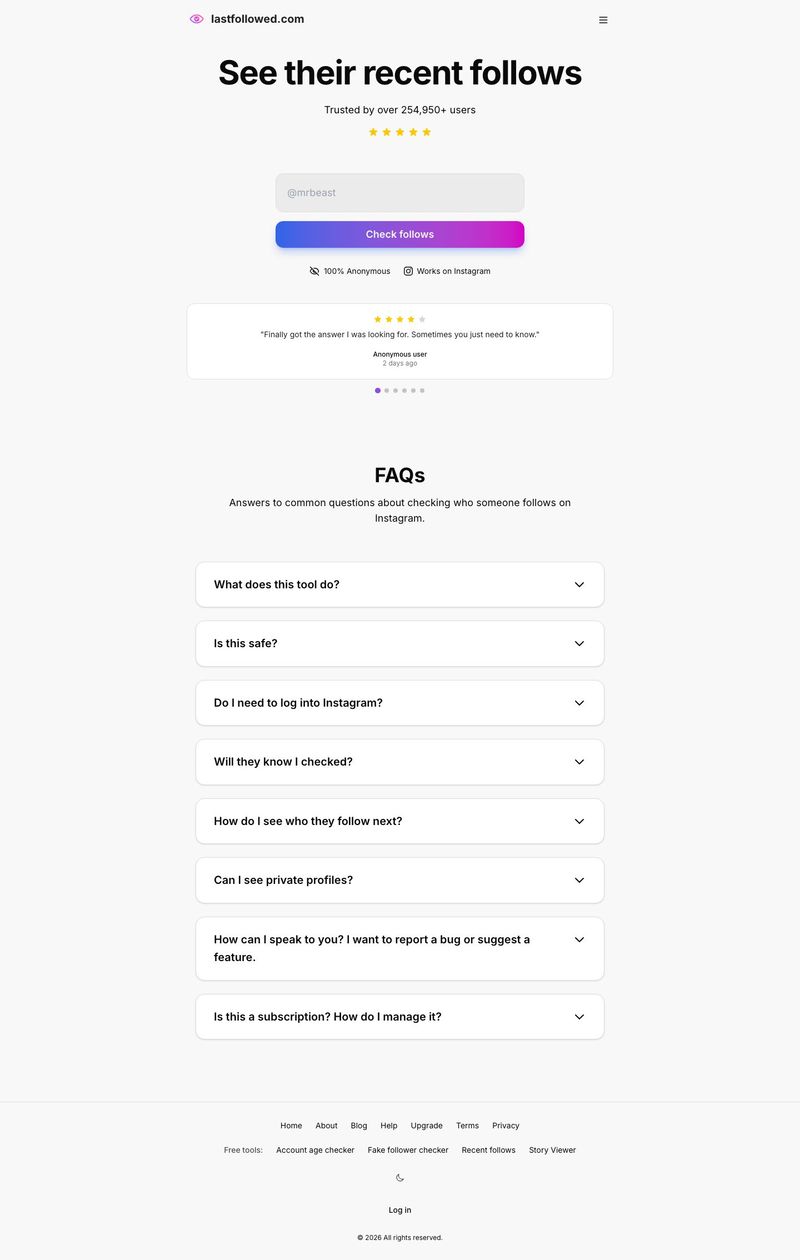 lastfollowed.com
See their recent follows
Trusted by over 254,950+ users
@mrbeast
Check follows
100% Anonymous
Works on Instagram
"Finally got the answer I was looking for. Sometimes you just need to know."
Anonymous user
2 days ago
FAQs
Answers to common questions about checking who someone follows on
Instagram.
What does this tool do?
Is this safe?
Do I need to log into Instagram?
Will they know I checked?
How do I see who they follow next?
Can I see private profiles?
How can I speak to you? I want to report a bug or suggest a
feature.
Is this a subscription? How do I manage it?
Home About Blog Help Upgrade Terms Privacy
Free tools: Account age checker Fake follower checker Recent follows Story Viewer
Log in
© 2026 All rights reserved.